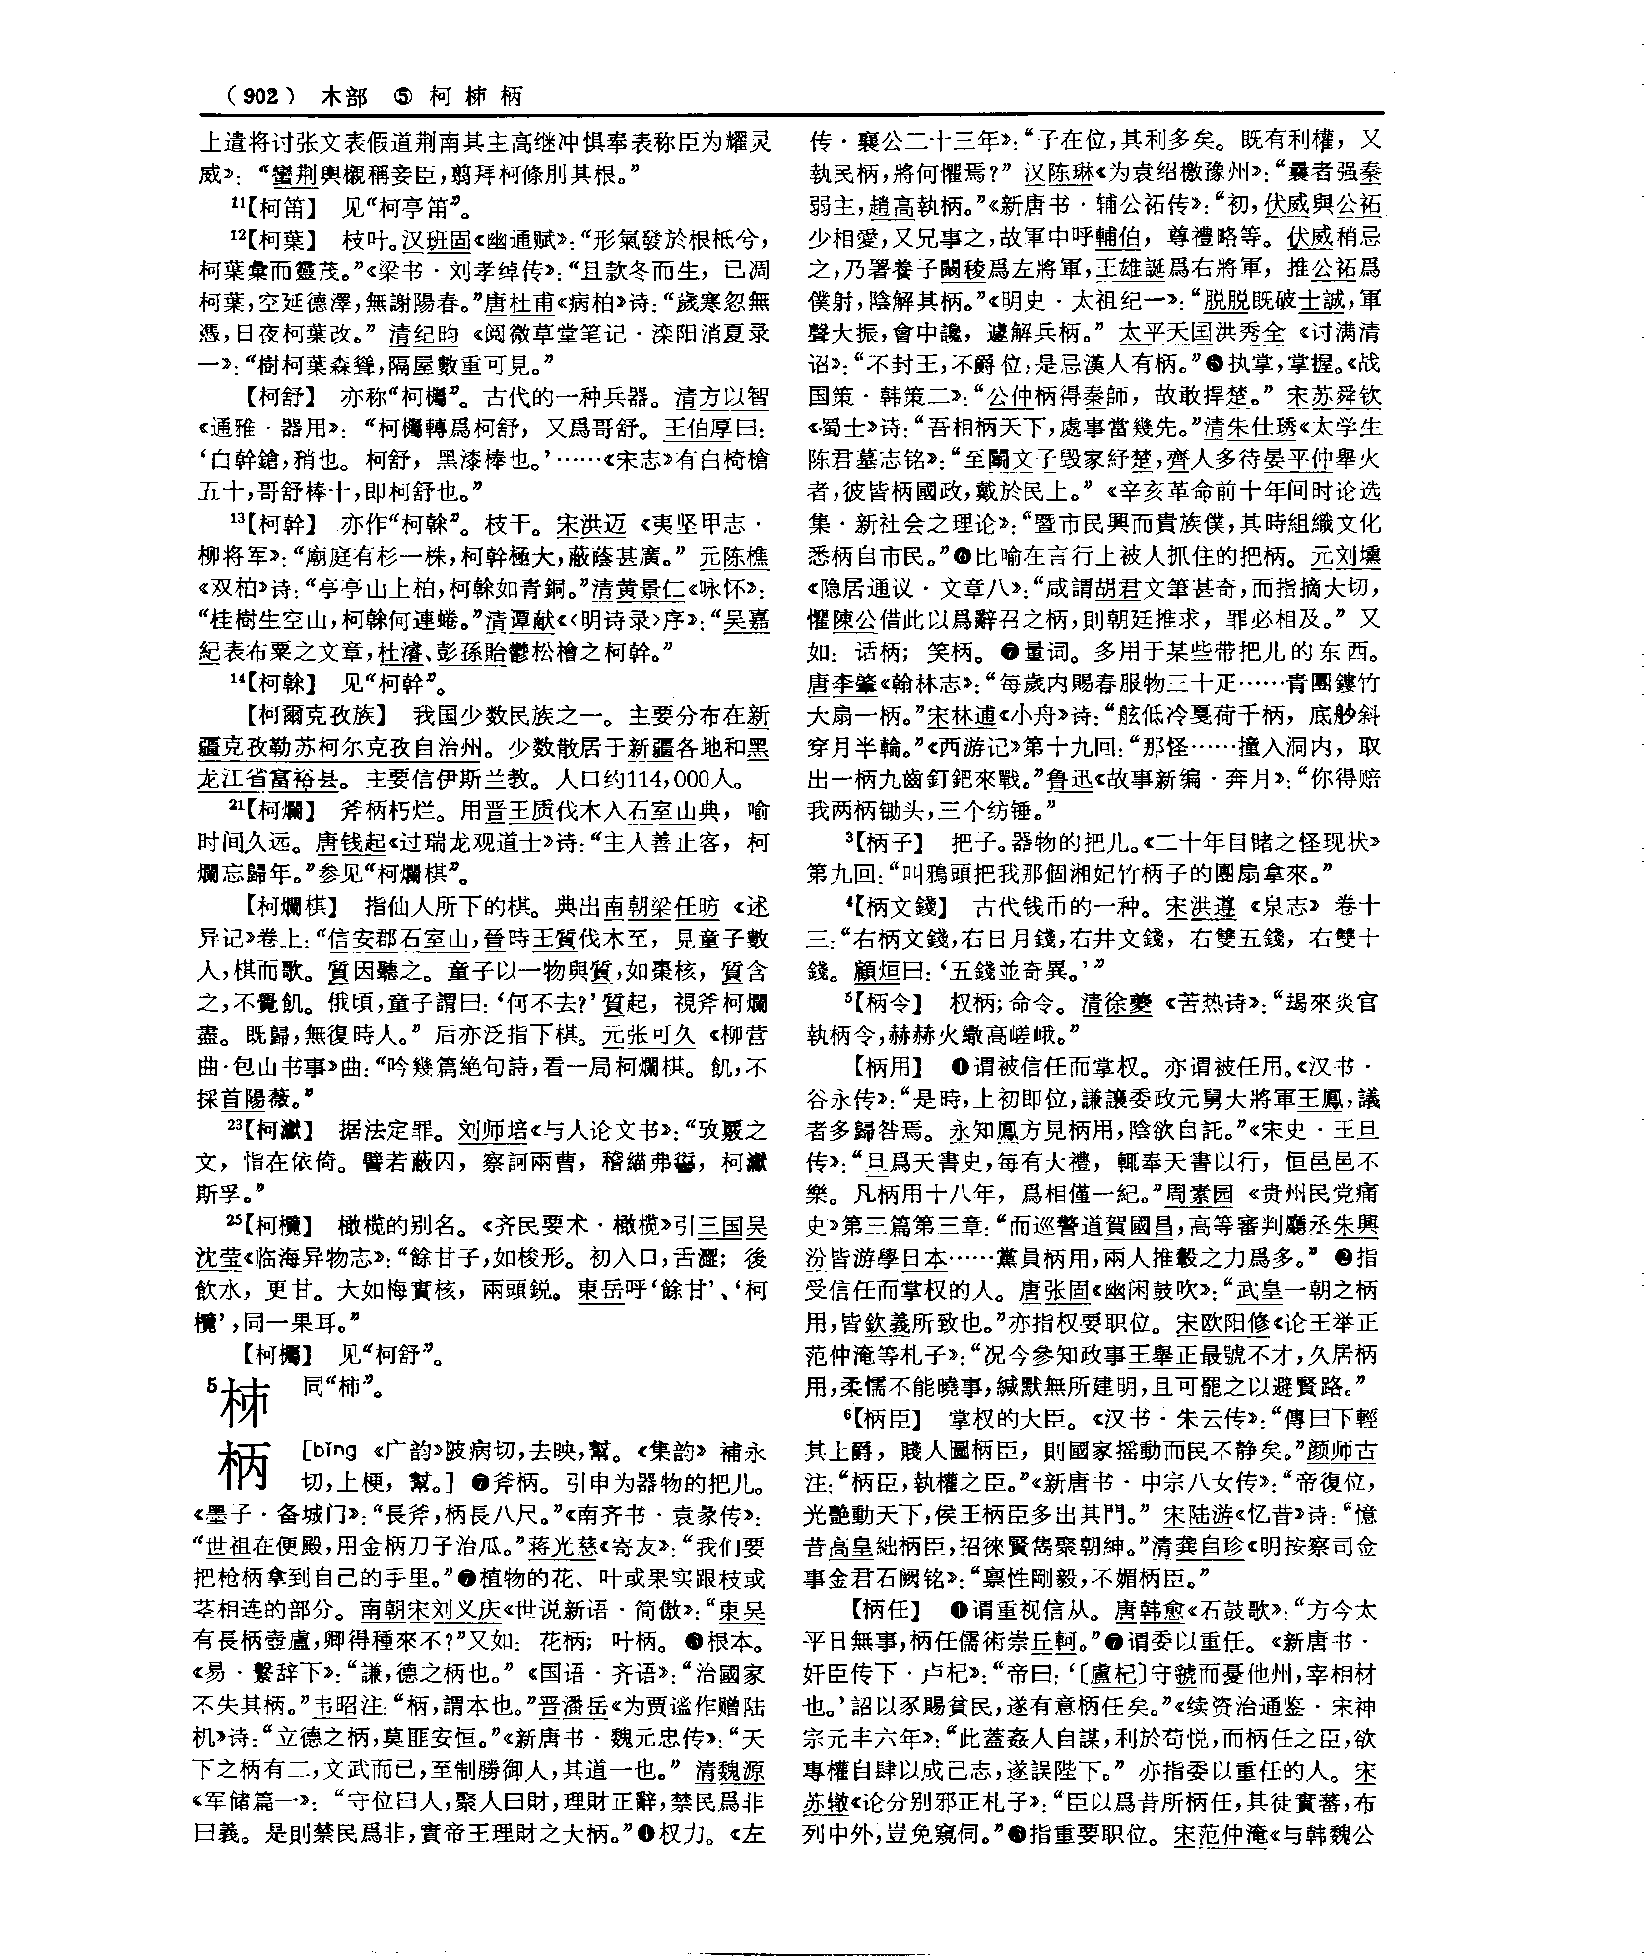 （902） 木部 ⑤ 柯 柹 柄
上遣将讨张文表假道荆南其主高继冲惧奉表称臣为耀灵
威》：“蠻荆輿櫬稱妾臣，翦拜柯條刖其根。”
11【柯笛】 见“柯亭笛”。
12【柯葉】 枝叶。汉班固《幽通赋》：“形氣發於根柢兮，
柯葉彙而靈茂。”《梁书·刘孝绰传》：“且款冬而生，已凋
柯葉，空延德澤，無謝陽春。”唐杜甫《病柏》诗：“歲寒忽無
憑，日夜柯葉改。” 清纪昀《阅微草堂笔记·滦阳消夏录
一》：“樹柯葉森聳，隔屋數重可見。”
【柯舒】 亦称“柯欘”。古代的一种兵器。清方以智
《通雅·器用》：“柯欘轉爲柯舒，又爲哥舒。王伯厚曰：
‘白幹鎗，矟也。柯舒，黑漆棒也。’……《宋志》有白椅槍
五十，哥舒棒十，即柯舒也。”
13【柯幹】 亦作“柯榦”。枝干。宋洪迈《夷坚甲志·
柳将军》：“廟庭有杉一株，柯幹極大，蔽蔭甚廣。” 元陈樵
《双柏》诗：“亭亭山上柏，柯榦如青銅。”清黄景仁《咏怀》：
“桂樹生空山，柯榦何連蜷。”清谭献《〈明诗录〉序》：“吴嘉
紀表布粟之文章，杜濬、彭孫貽鬱松檜之柯幹。”
14【柯榦】 见“柯幹”。
【柯爾克孜族】 我国少数民族之一。主要分布在新
疆克孜勒苏柯尔克孜自治州。少数散居于新疆各地和黑
龙江省富裕县。主要信伊斯兰教。人口约114,000人。
21【柯爛】 斧柄朽烂。用晋王质伐木入石室山典，喻
时间久远。唐钱起《过瑞龙观道士》诗：“主人善止客，柯
爛忘歸年。”参见“柯爛棋”。
【柯爛棋】 指仙人所下的棋。典出南朝梁任昉《述
异记》卷上：“信安郡石室山，晉時王質伐木至，見童子數
人，棋而歌。質因聽之。童子以一物與質，如棗核，質含
之，不覺飢。俄頃，童子謂曰：‘何不去？’質起，視斧柯爛
盡。既歸，無復時人。” 后亦泛指下棋。元张可久《柳营
曲·包山书事》曲：“吟幾篇絶句詩，看一局柯爛棋。飢，不
採首陽薇。”
23【柯讞】 据法定罪。刘师培《与人论文书》：“攷覈之
文，恉在依倚。譬若蔽囚，察訶兩曹，稽緇弗諐，柯讞
斯孚。”
25【柯欖】 橄榄的别名。《齐民要术·橄榄》引三国吴
沈莹《临海异物志》：“餘甘子，如梭形。初入口，舌澀；後
飲水，更甘。大如梅實核，兩頭鋭。東岳呼‘餘甘’、‘柯
欖’，同一果耳。”
【柯欘】 见“柯舒”。
5柹 同“柿”。
柄 [bǐng 《广韵》陂病切，去映，幫。《集韵》補永
切，上梗，幫。] ❶斧柄。引申为器物的把儿。
《墨子·备城门》：“長斧，柄長八尺。”《南齐书·袁彖传》：
“世祖在便殿，用金柄刀子治瓜。”蒋光慈《寄友》：“我们要
把枪柄拿到自己的手里。”❷植物的花、叶或果实跟枝或
茎相连的部分。南朝宋刘义庆《世说新语·简傲》：“東吴
有長柄壺盧，卿得種來不？”又如：花柄；叶柄。❸根本。
《易·繫辞下》：“謙，德之柄也。”《国语·齐语》：“治國家
不失其柄。”韦昭注：“柄，謂本也。”晋潘岳《为贾谧作赠陆
机》诗：“立德之柄，莫匪安恒。”《新唐书·魏元忠传》：“天
下之柄有二，文武而已，至制勝御人，其道一也。” 清魏源
《军储篇一》：“守位曰人，聚人曰財，理財正辭，禁民爲非
曰義。是則禁民爲非，實帝王理財之大柄。”❹权力。《左
传·襄公二十三年》：“子在位，其利多矣。既有利權，又
執民柄，將何懼焉？” 汉陈琳《为袁绍檄豫州》：“曩者强秦
弱主，趙高執柄。”《新唐书·辅公祏传》：“初，伏威與公祏
少相愛，又兄事之，故軍中呼輔伯，尊禮略等。伏威稍忌
之，乃署養子闞稜爲左將軍，王雄誕爲右將軍，推公祏爲
僕射，陰解其柄。”《明史·太祖纪一》：“脱脱既破士誠，軍
聲大振，會中讒，遽解兵柄。” 太平天囯洪秀全《讨满清
诏》：“不封王，不爵位；是忌漢人有柄。”❺执掌，掌握。《战
国策·韩策二》：“公仲柄得秦師，故敢捍楚。” 宋苏舜钦
《蜀士》诗：“吾相柄天下，處事當幾先。”清朱仕琇《太学生
陈君墓志铭》：“至鬭文子毁家紓楚，齊人多待晏平仲舉火
者，彼皆柄國政，戴於民上。”《辛亥革命前十年间时论选
集·新社会之理论》：“暨市民興而貴族僕，其時組織文化
悉柄自市民。”❻比喻在言行上被人抓住的把柄。元刘壎
《隐居通议·文章八》：“咸謂胡君文筆甚奇，而指摘大切，
懼陳公借此以爲辭召之柄，則朝廷推求，罪必相及。” 又
如：话柄；笑柄。❼量词。多用于某些带把儿的东西。
唐李肇《翰林志》：“每歲内賜春服物三十疋……青團鏤竹
大扇一柄。”宋林逋《小舟》诗：“舷低冷戛荷千柄，底觘斜
穿月半輪。”《西游记》第十九回：“那怪……撞入洞内，取
出一柄九齒釘鈀來戰。”鲁迅《故事新编·奔月》：“你得赔
我两柄锄头，三个纺锤。”
3【柄子】 把子。器物的把儿。《二十年目睹之怪现状》
第九回：“叫鴉頭把我那個湘妃竹柄子的團扇拿來。”
4【柄文錢】 古代钱币的一种。宋洪遵《泉志》卷十
三：“右柄文錢，右日月錢，右井文錢，右雙五錢，右雙十
錢。顧烜曰：‘五錢並奇異。’”
5【柄令】 权柄；命令。清徐夔《苦热诗》：“朅來炎官
執柄令，赫赫火繖高嵯峨。”
【柄用】 ❶谓被信任而掌权。亦谓被任用。《汉书·
谷永传》：“是時，上初即位，謙讓委政元舅大將軍王鳳，議
者多歸咎焉。永知鳳方見柄用，陰欲自託。”《宋史·王旦
传》：“旦爲天書史，每有大禮，輒奉天書以行，恒邑邑不
樂。凡柄用十八年，爲相僅一紀。”周素园《贵州民党痛
史》第三篇第三章：“而巡警道賀國昌，高等審判廳丞朱興
汾皆游學日本……黨員柄用，兩人推轂之力爲多。” ❷指
受信任而掌权的人。唐张固《幽闲鼓吹》：“武皇一朝之柄
用，皆欽義所致也。”亦指权要职位。宋欧阳修《论王举正
范仲淹等札子》：“况今參知政事王舉正最號不才，久居柄
用，柔懦不能曉事，緘默無所建明，且可罷之以避賢路。”
6【柄臣】 掌权的大臣。《汉书·朱云传》：“傳曰下輕
其上爵，賤人圖柄臣，則國家摇動而民不静矣。”颜师古
注：“柄臣，執權之臣。”《新唐书·中宗八女传》：“帝復位，
光艷動天下，侯王柄臣多出其門。” 宋陆游《忆昔》诗：“憶
昔高皇絀柄臣，招徠賢雋聚朝紳。”清龚自珍《明按察司佥
事金君石阙铭》：“禀性剛毅，不媚柄臣。”
【柄任】 ❶谓重视信从。唐韩愈《石鼓歌》：“方今太
平日無事，柄任儒術崇丘軻。”❷谓委以重任。《新唐书·
奸臣传下·卢杞》：“帝曰：‘〔盧杞〕守虢而憂他州，宰相材
也。’詔以豕賜貧民，遂有意柄任矣。”《续资治通鉴·宋神
宗元丰六年》：“此蓋姦人自謀，利於苟悦，而柄任之臣，欲
專權自肆以成己志，遂誤陛下。” 亦指委以重任的人。宋
苏辙《论分别邪正札子》：“臣以爲昔所柄任，其徒實蕃，布
列中外，豈免窺伺。”❸指重要职位。宋范仲淹《与韩魏公